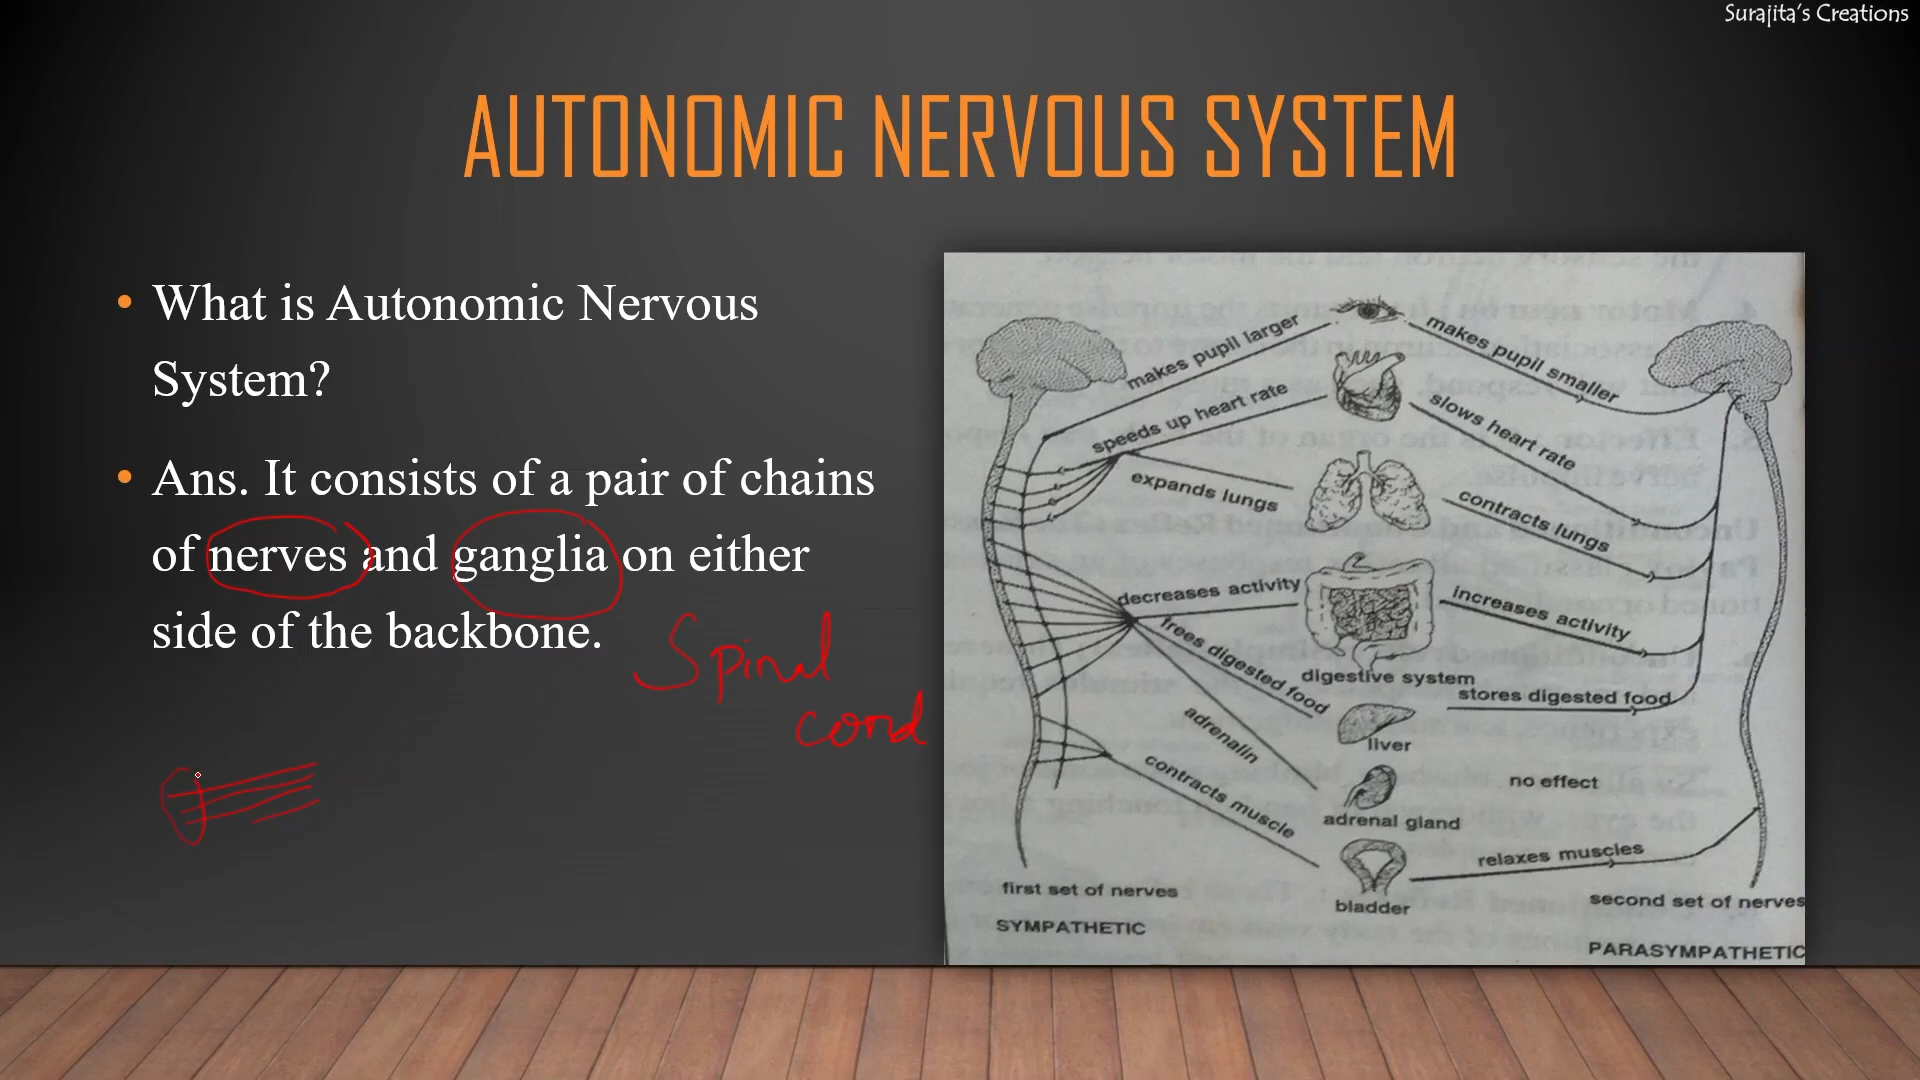 Surajita's Creations
AUTONOMIC NERVOUS SYSTEM
• What is Autonomic Nervous
System?
• Ans. It consists of a pair of chains
of nerves and ganglia on either
side of the backbone.
Spinal
cord
makes pupil larger
makes pupil smaller
speeds up heart rate
slows heart rate
expands lungs
contracts lungs
decreases activity
increases activity
frees digested food
digestive system
stores digested food
adrenalin
liver
contracts muscle
no effect
adrenal gland
relaxes muscles
bladder
first set of nerves
second set of nerves
SYMPATHETIC
PARASYMPATHETIC